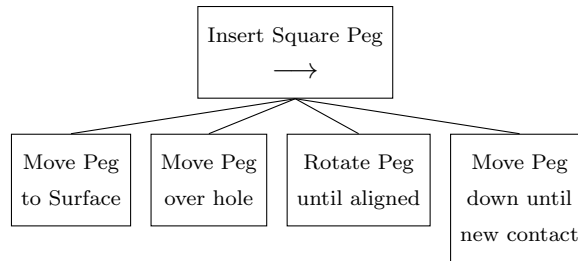 Insert Square Peg
→
Move Peg
to Surface
Move Peg
over hole
Rotate Peg
until aligned
Move Peg
down until
new contact